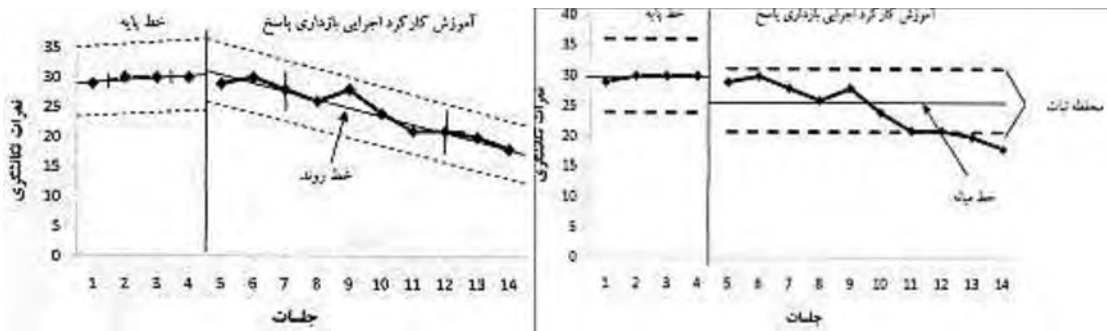 خط پایه
آموزش کارکرد اجرایی بازداری پاسخ
35
30
25
20
15
10
5
0
نمرات تکانشگری
خط روند
1 2 3 4 5 6 7 8 9 10 11 12 13 14
جلسات
خط پایه
آموزش کارکرد اجرایی بازداری پاسخ
40
35
30
25
20
15
10
5
0
نمرات تکانشگری
محفظه ثبات
خط میانه
1 2 3 4 5 6 7 8 9 10 11 12 13 14
جلسات